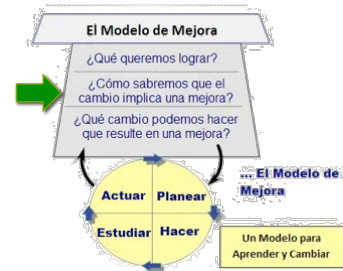 El Modelo de Mejora
¿Qué queremos lograr?
¿Cómo sabremos que el
cambio implica una mejora?
¿Qué cambio podemos hacer
que resulte en una mejora?
Actuar
Planear
Estudiar
Hacer
... El Modelo de
Mejora
Un Modelo para
Aprender y Cambiar